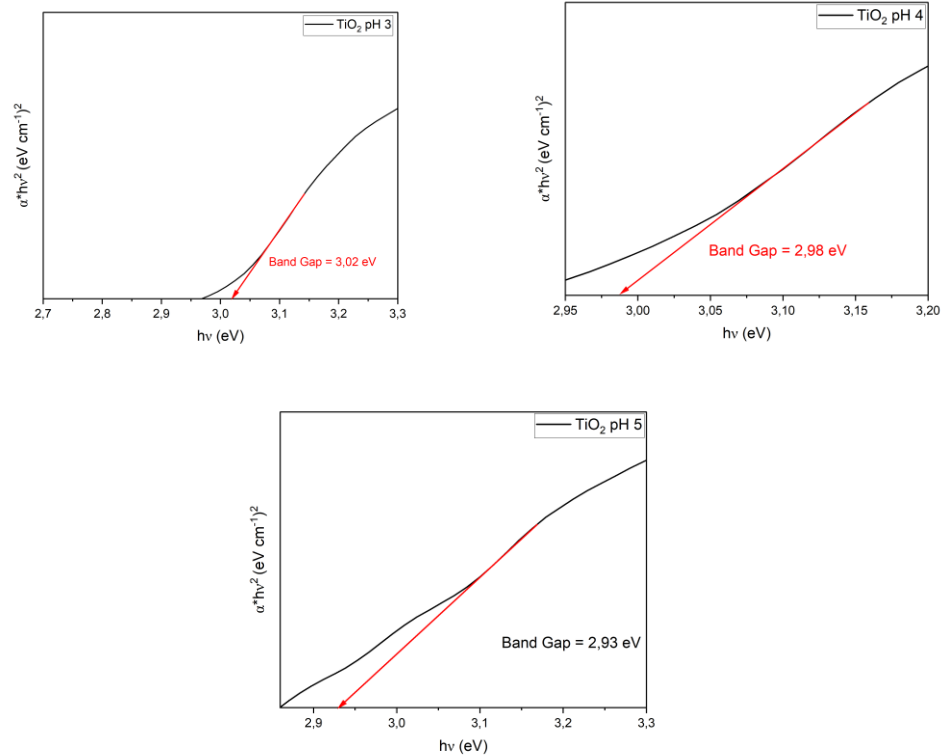 TiO₂ pH 3
α*hν² (eV cm⁻¹)²
Band Gap = 3,02 eV
2,7 2,8 2,9 3,0 3,1 3,2 3,3
hν (eV)
TiO₂ pH 4
α*hν² (eV cm⁻¹)²
Band Gap = 2,98 eV
2,95 3,00 3,05 3,10 3,15 3,20
hν (eV)
TiO₂ pH 5
α*hν² (eV cm⁻¹)²
Band Gap = 2,93 eV
2,9 3,0 3,1 3,2 3,3
hν (eV)